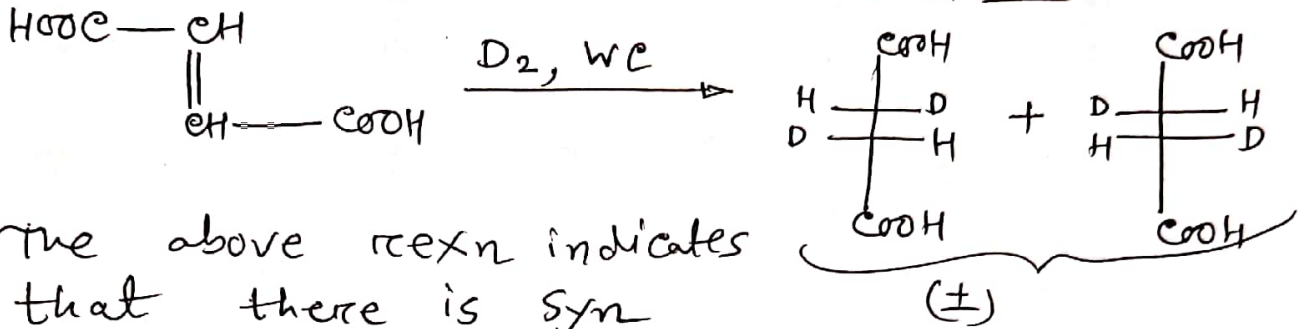 HOOC — CH
|| 
CH — COOH
D2, WC
COOH
H D
D H
COOH
+
COOH
D H
H D
COOH
(±)
The above rexn indicates
that there is syn